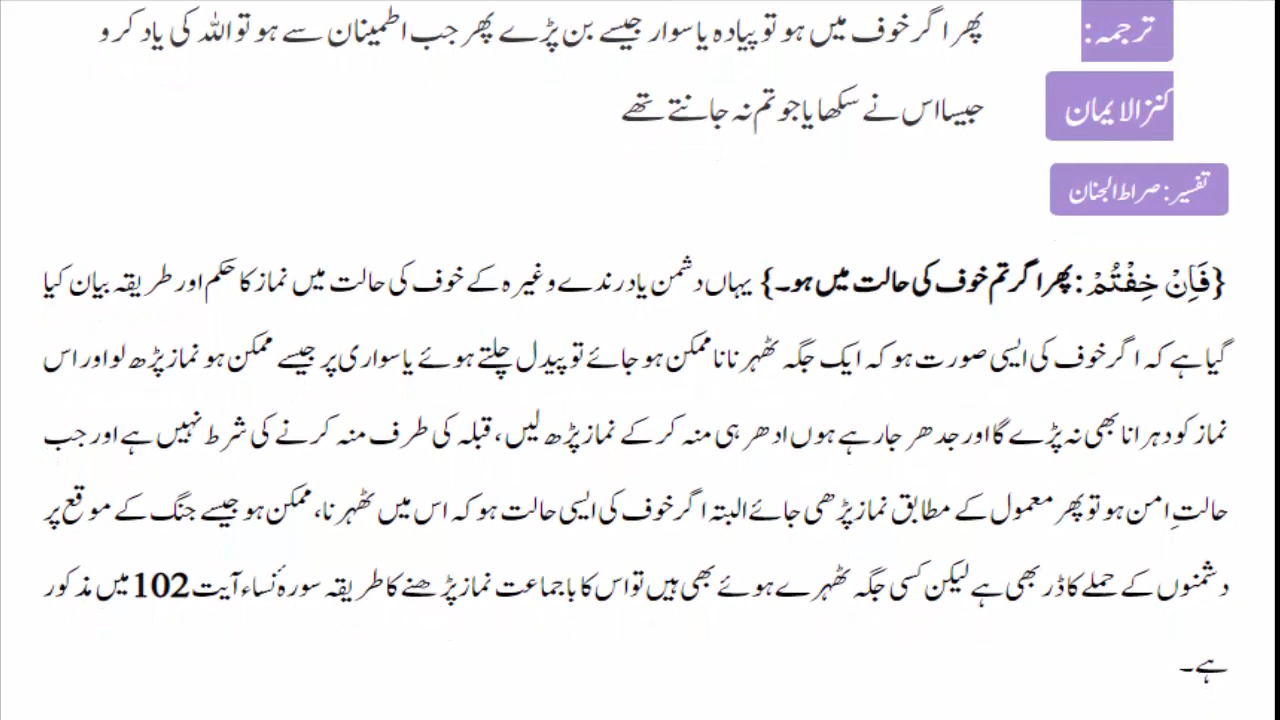 ترجمہ: پھر اگر خوف میں ہو تو پیادہ یا سوار جیسے بن پڑے پھر جب اطمینان سے ہو تو اللہ کی یاد کرو
کنزالایمان جیسا اس نے سکھایا جو تم نہ جانتے تھے
تفسیر: صراط الجنان
{فَاِنْ خِفْتُمْ: پھر اگر تم خوف کی حالت میں ہو۔} یہاں دشمن یا درندے وغیرہ کے خوف کی حالت میں نماز کا حکم اور طریقہ بیان کیا
گیا ہے کہ اگر خوف کی ایسی صورت ہو کہ ایک جگہ ٹھہرنا ناممکن ہو جائے تو پیدل چلتے ہوئے یا سواری پر جیسے ممکن ہو نماز پڑھ لو اور اس
نماز کو دہرانا بھی نہ پڑے گا اور جدھر جارہے ہوں ادھر ہی منہ کرکے نماز پڑھ لیں، قبلہ کی طرف منہ کرنے کی شرط نہیں ہے اور جب
حالتِ امن ہو تو پھر معمول کے مطابق نماز پڑھی جائے البتہ اگر خوف کی ایسی حالت ہو کہ اس میں ٹھہرنا، ممکن ہو جیسے جنگ کے موقع پر
دشمنوں کے حملے کا ڈر بھی ہے لیکن کسی جگہ ٹھہرے ہوئے بھی ہیں تو اس کا باجماعت نماز پڑھنے کا طریقہ سورۂ نساء آیت 102 میں مذکور
ہے۔